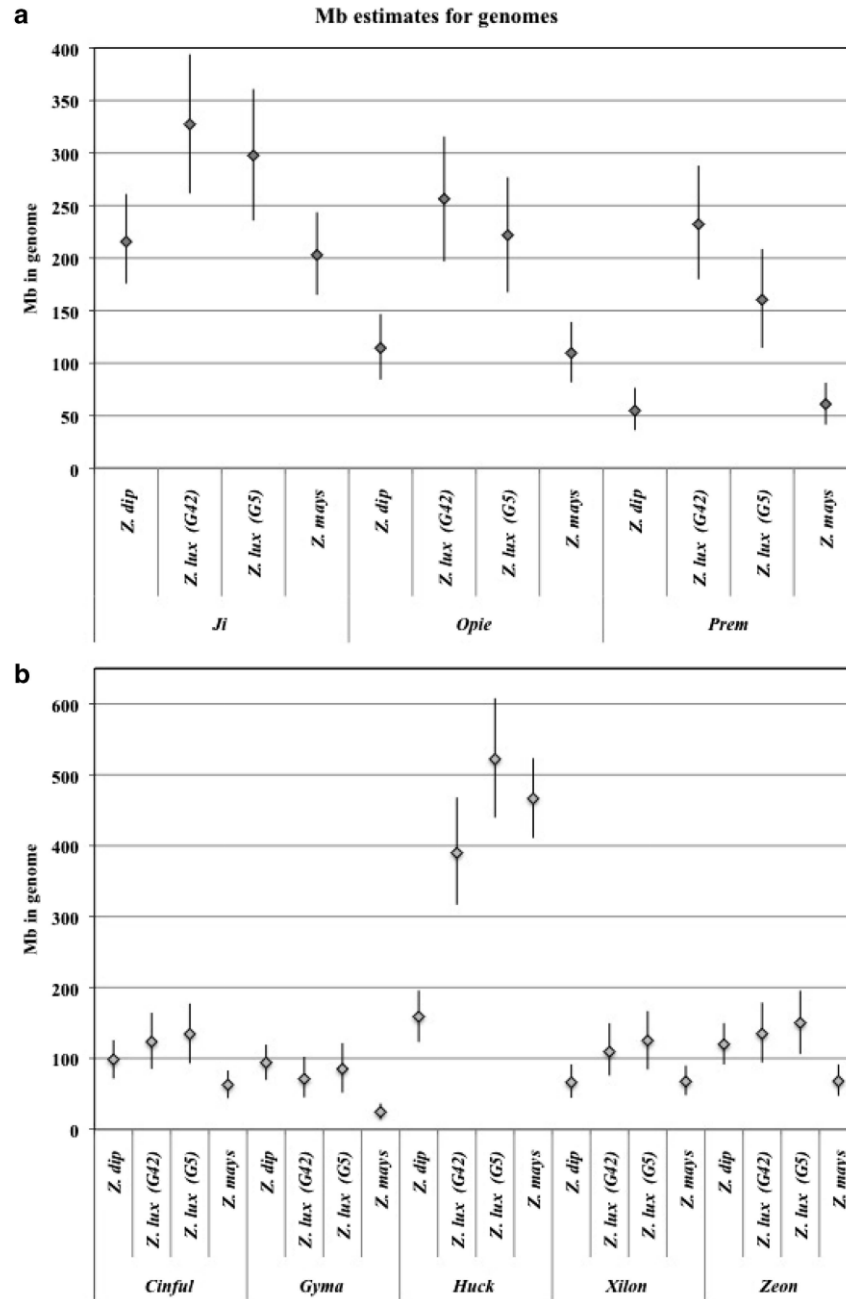 a
Mb estimates for genomes
400
350
300
250
200
150
100
50
0
Mb in genome
Z. dip
Z. lux (G42)
Z. lux (G5)
Z. mays
Z. dip
Z. lux (G42)
Z. lux (G5)
Z. mays
Z. dip
Z. lux (G42)
Z. lux (G5)
Z. mays
Ji
Opie
Prem
b
600
500
400
300
200
100
0
Mb in genome
Z. dip
Z. lux (G42)
Z. lux (G5)
Z. mays
Z. dip
Z. lux (G42)
Z. lux (G5)
Z. mays
Z. dip
Z. lux (G42)
Z. lux (G5)
Z. mays
Z. dip
Z. lux (G42)
Z. lux (G5)
Z. mays
Z. dip
Z. lux (G42)
Z. lux (G5)
Z. mays
Cinful
Gyma
Huck
Xilon
Zeon